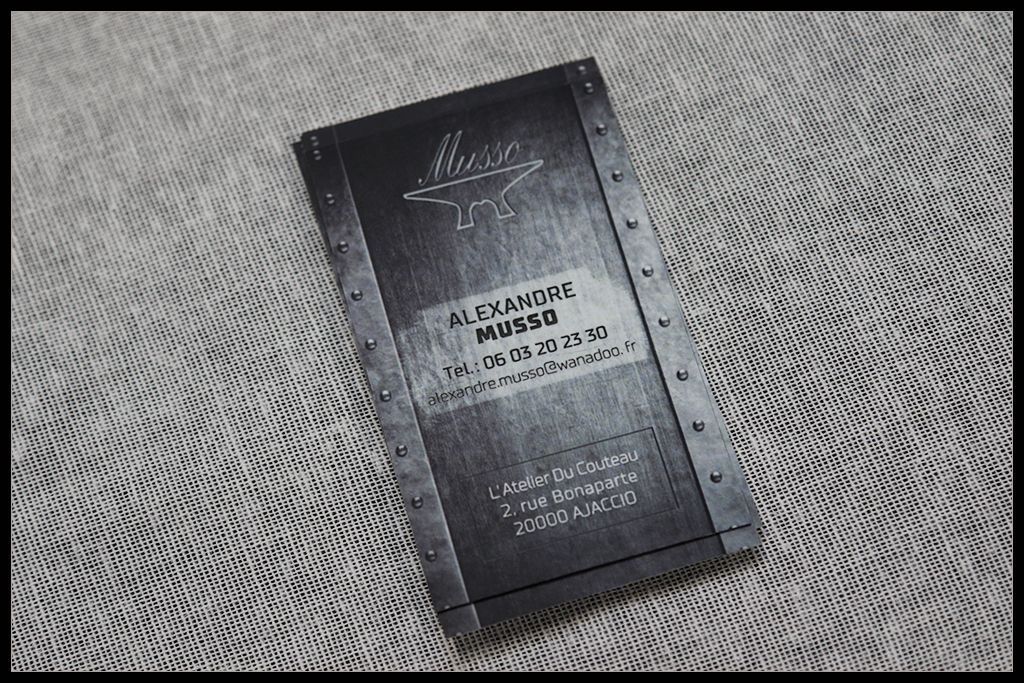 Musso
ALEXANDRE
MUSSO
Tel.: 06 03 20 23 30
alexandre.musso@wanadoo.fr
L'Atelier Du Couteau
2, rue Bonaparte
20000 AJACCIO